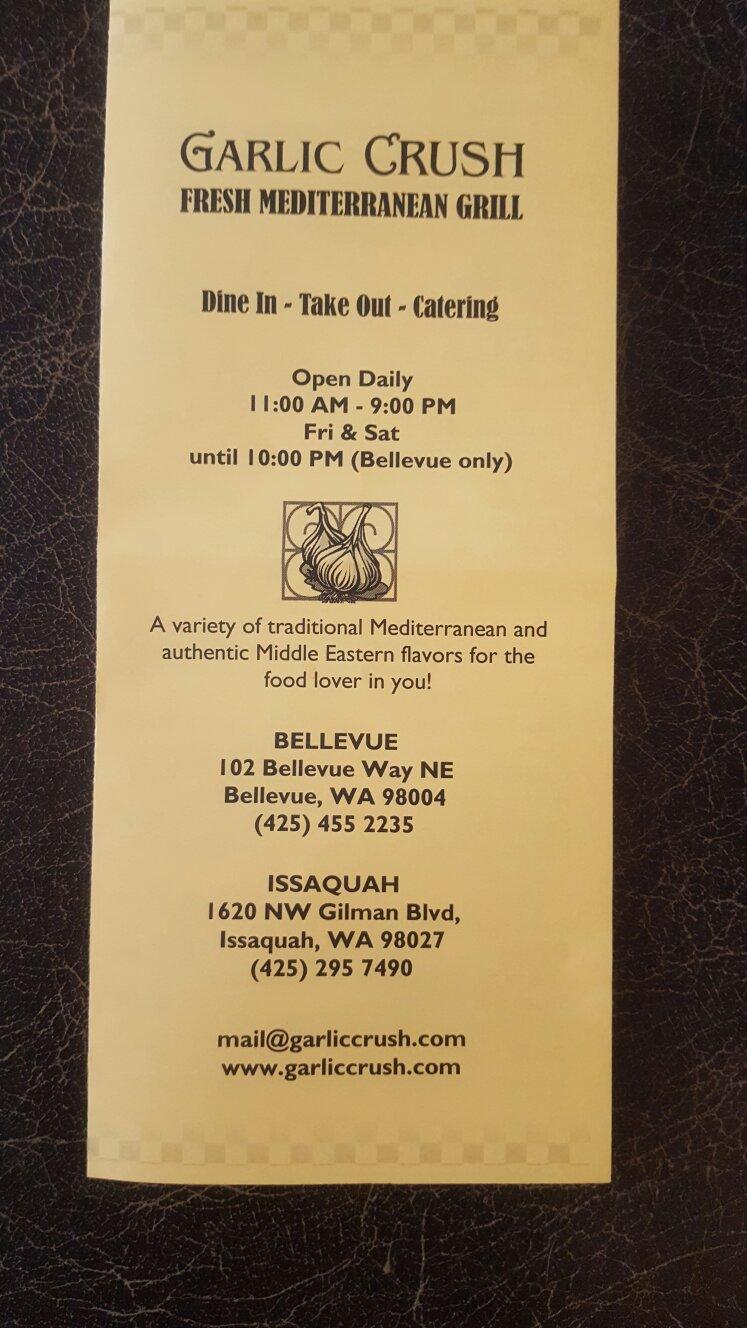 GARLIC CRUSH
FRESH MEDITERRANEAN GRILL
Dine In - Take Out - Catering
Open Daily
11:00 AM - 9:00 PM
Fri & Sat
until 10:00 PM (Bellevue only)
A variety of traditional Mediterranean and
authentic Middle Eastern flavors for the
food lover in you!
BELLEVUE
102 Bellevue Way NE
Bellevue, WA 98004
(425) 455 2235
ISSAQUAH
1620 NW Gilman Blvd,
Issaquah, WA 98027
(425) 295 7490
mail@garliccrush.com
www.garliccrush.com